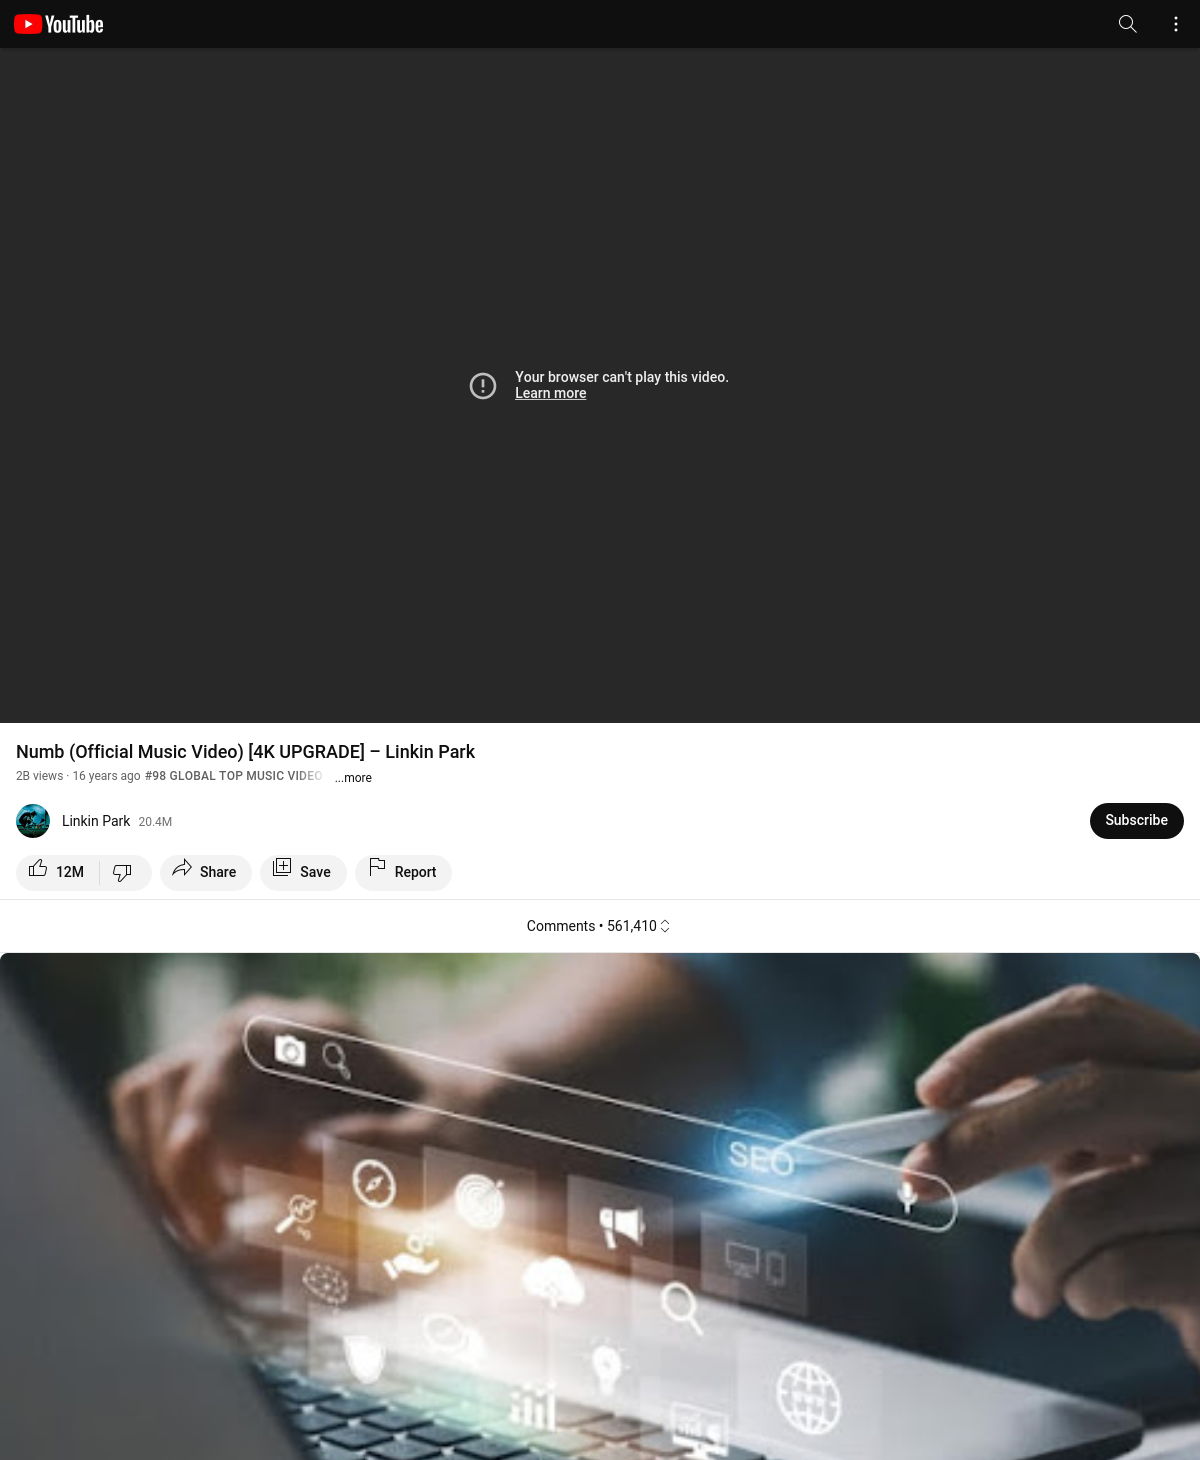 YouTube
Your browser can't play this video.
Learn more
Numb (Official Music Video) [4K UPGRADE] – Linkin Park
2B views · 16 years ago #98 GLOBAL TOP MUSIC VIDEO ...more
Linkin Park 20.4M
Subscribe
12M
Share
Save
Report
Comments • 561,410
SEO